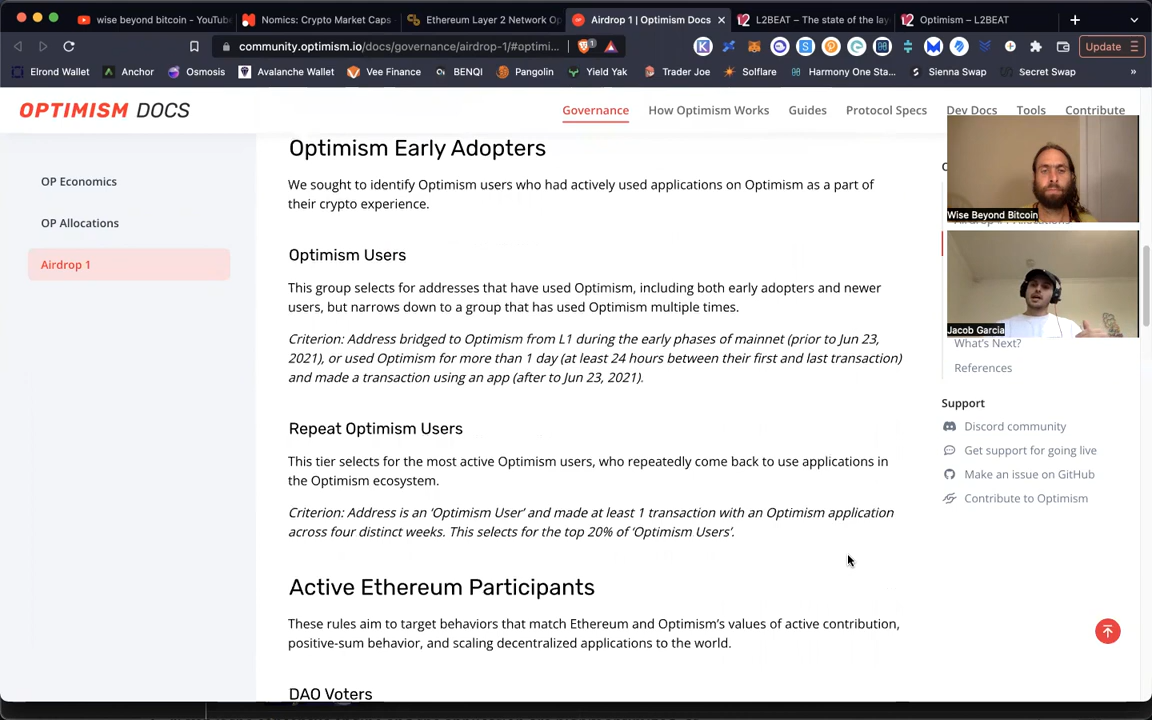 wise beyond bitcoin - YouTub
Nomics: Crypto Market Caps
Ethereum Layer 2 Network Op
Airdrop 1 | Optimism Docs
L2BEAT – The state of the lay
Optimism – L2BEAT
community.optimism.io/docs/governance/airdrop-1/#optimi...
Update
Elrond Wallet
Anchor
Osmosis
Avalanche Wallet
Vee Finance
BENQI
Pangolin
Yield Yak
Trader Joe
Solflare
Harmony One Sta...
Sienna Swap
Secret Swap
OPTIMISM DOCS
Governance
How Optimism Works
Guides
Protocol Specs
Dev Docs
Tools
Contribute
OP Economics
OP Allocations
Airdrop 1
Optimism Early Adopters
We sought to identify Optimism users who had actively used applications on Optimism as a part of
their crypto experience.
Optimism Users
This group selects for addresses that have used Optimism, including both early adopters and newer
users, but narrows down to a group that has used Optimism multiple times.
Criterion: Address bridged to Optimism from L1 during the early phases of mainnet (prior to Jun 23,
2021), or used Optimism for more than 1 day (at least 24 hours between their first and last transaction)
and made a transaction using an app (after to Jun 23, 2021).
Repeat Optimism Users
This tier selects for the most active Optimism users, who repeatedly come back to use applications in
the Optimism ecosystem.
Criterion: Address is an ‘Optimism User’ and made at least 1 transaction with an Optimism application
across four distinct weeks. This selects for the top 20% of ‘Optimism Users’.
Active Ethereum Participants
These rules aim to target behaviors that match Ethereum and Optimism’s values of active contribution,
positive-sum behavior, and scaling decentralized applications to the world.
DAO Voters
Wise Beyond Bitcoin
Jacob Garcia
What’s Next?
References
Support
Discord community
Get support for going live
Make an issue on GitHub
Contribute to Optimism